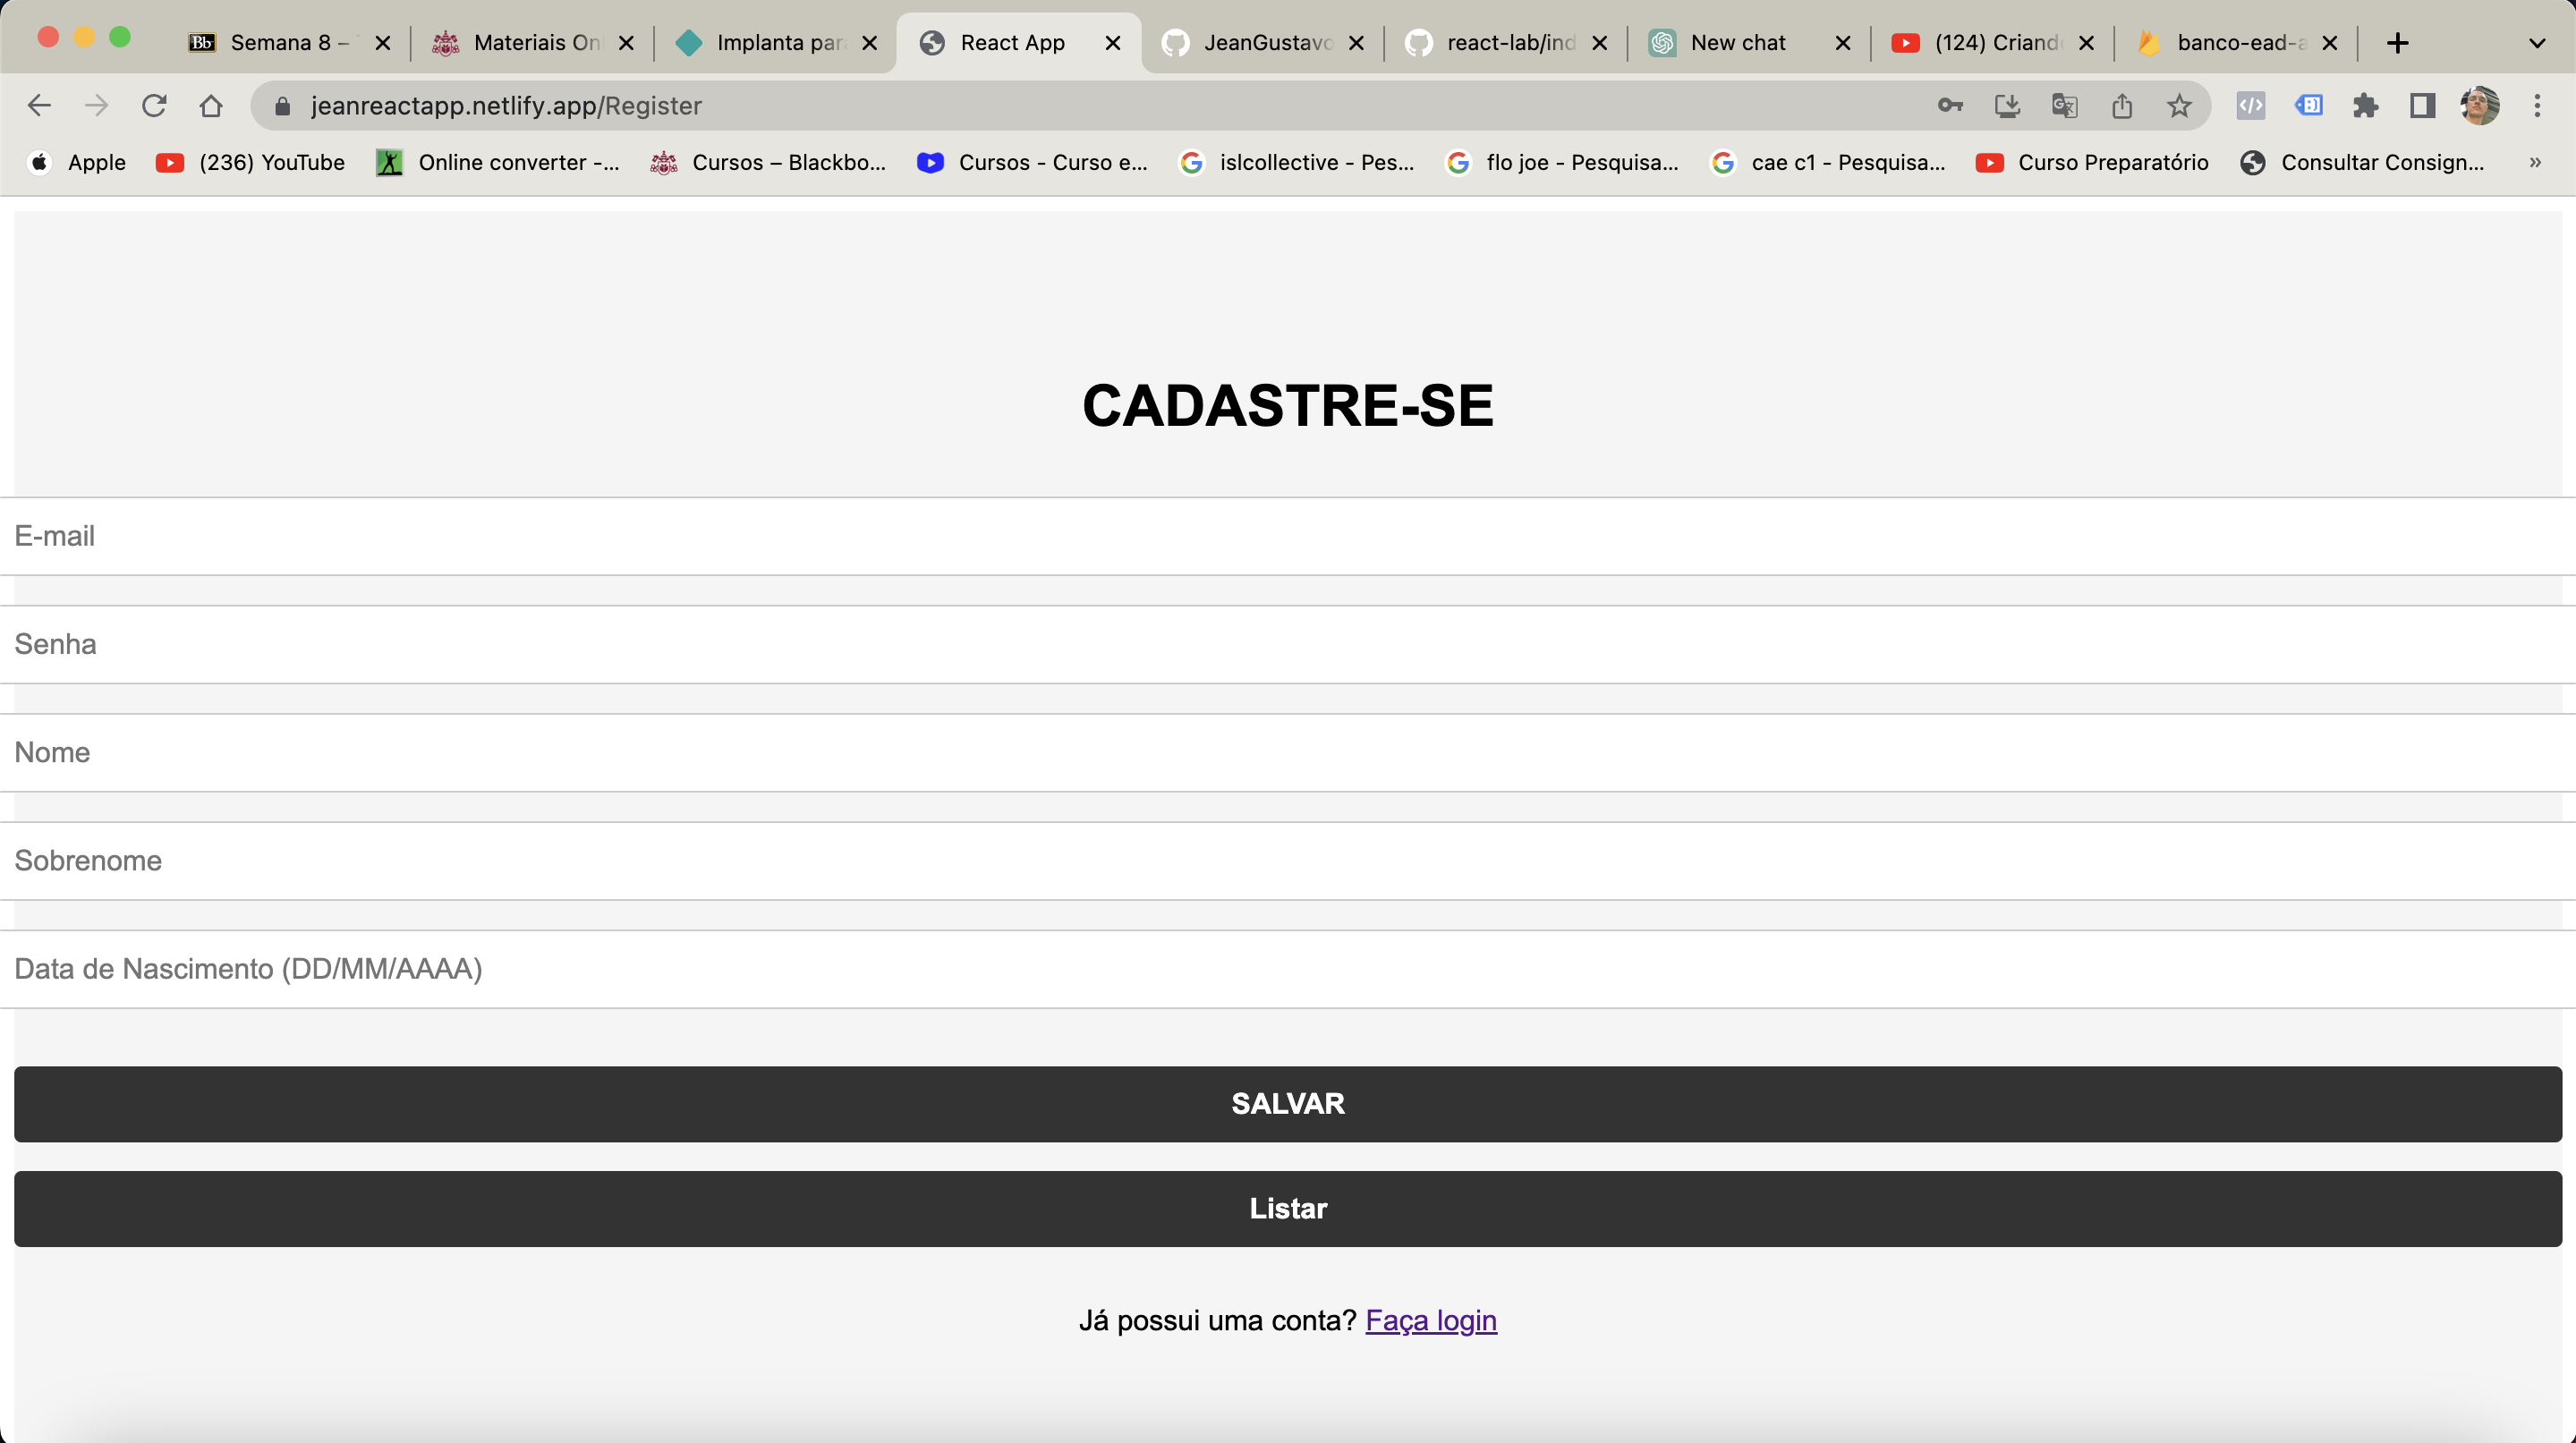 Semana 8 –
Materiais Onl
Implanta para
React App
JeanGustavo
react-lab/ind
New chat
(124) Criando
banco-ead-a
jeanreactapp.netlify.app/Register
Apple
(236) YouTube
Online converter -...
Cursos – Blackbo...
Cursos - Curso e...
islcollective - Pes...
flo joe - Pesquisa...
cae c1 - Pesquisa...
Curso Preparatório
Consultar Consign...
»
CADASTRE-SE
E-mail
Senha
Nome
Sobrenome
Data de Nascimento (DD/MM/AAAA)
SALVAR
Listar
Já possui uma conta? Faça login